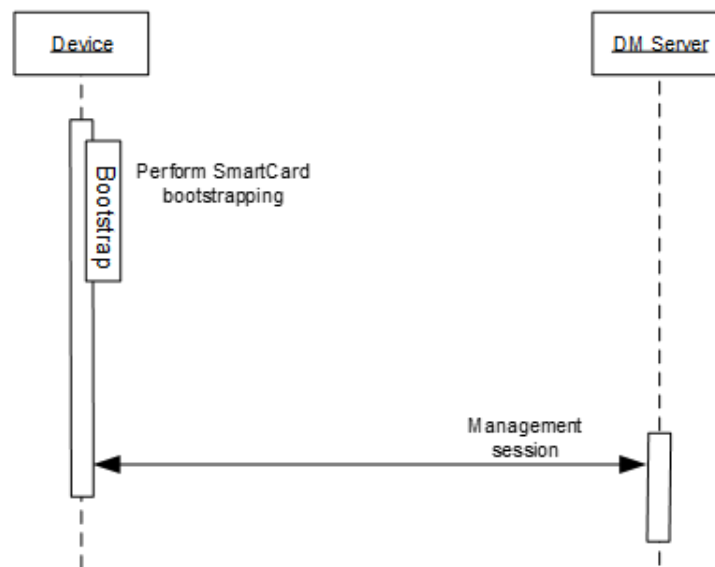 Device
DM Server
Bootstrap
Perform SmartCard
bootstrapping
Management
session